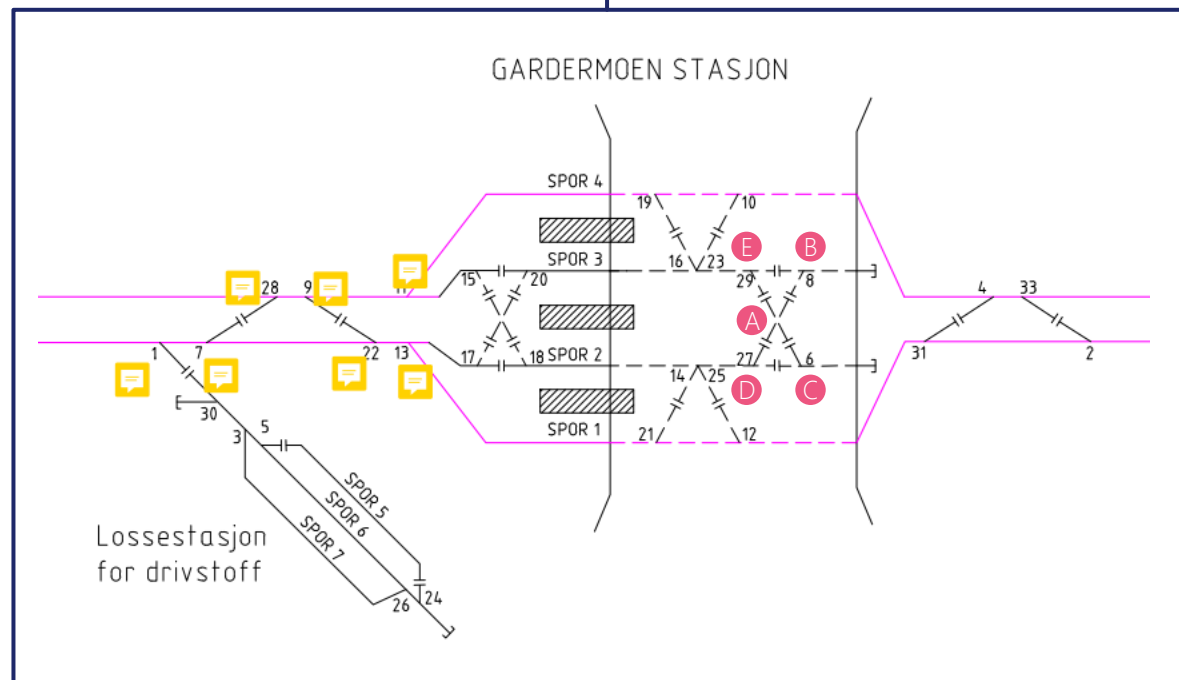 GARDERMOEN STASJON
SPOR 4
19
10
E
B
SPOR 3
15
20
16
23
29
8
28
9
4
33
A
1
7
22
13
17
18
SPOR 2
14
25
27
6
31
2
D
C
30
SPOR 1
21
12
3
5
SPOR 5
SPOR 6
SPOR 7
Lossestasjon
for drivstoff
26
24